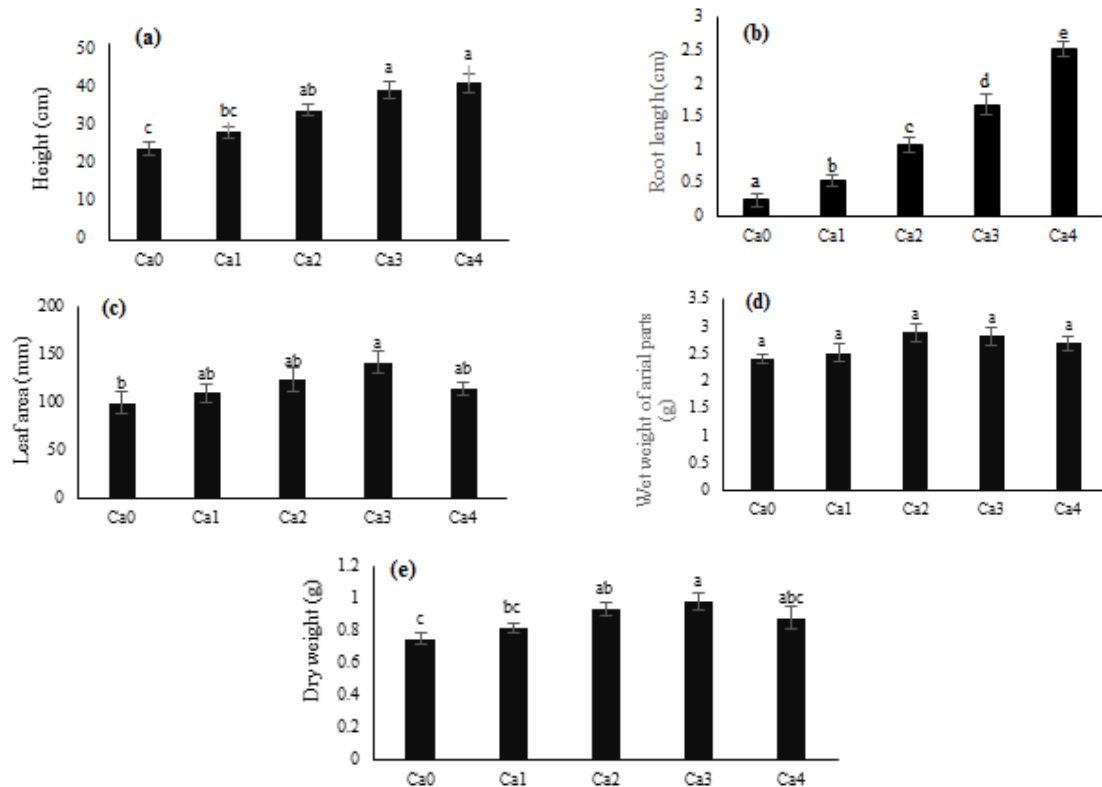 (a)
Height (cm)
50
40
30
20
10
0
c
bc
ab
a
a
Ca0 Ca1 Ca2 Ca3 Ca4
(b)
Root length (cm)
3
2.5
2
1.5
1
0.5
0
a
b
c
d
e
Ca0 Ca1 Ca2 Ca3 Ca4
(c)
Leaf area (mm)
200
150
100
50
0
b
ab
ab
a
ab
Ca0 Ca1 Ca2 Ca3 Ca4
(d)
Wet weight of arial parts
(g)
3.5
3
2.5
2
1.5
1
0.5
0
a
a
a
a
a
Ca0 Ca1 Ca2 Ca3 Ca4
(e)
Dry weight (g)
1.2
1
0.8
0.6
0.4
0.2
0
c
bc
ab
a
abc
Ca0 Ca1 Ca2 Ca3 Ca4